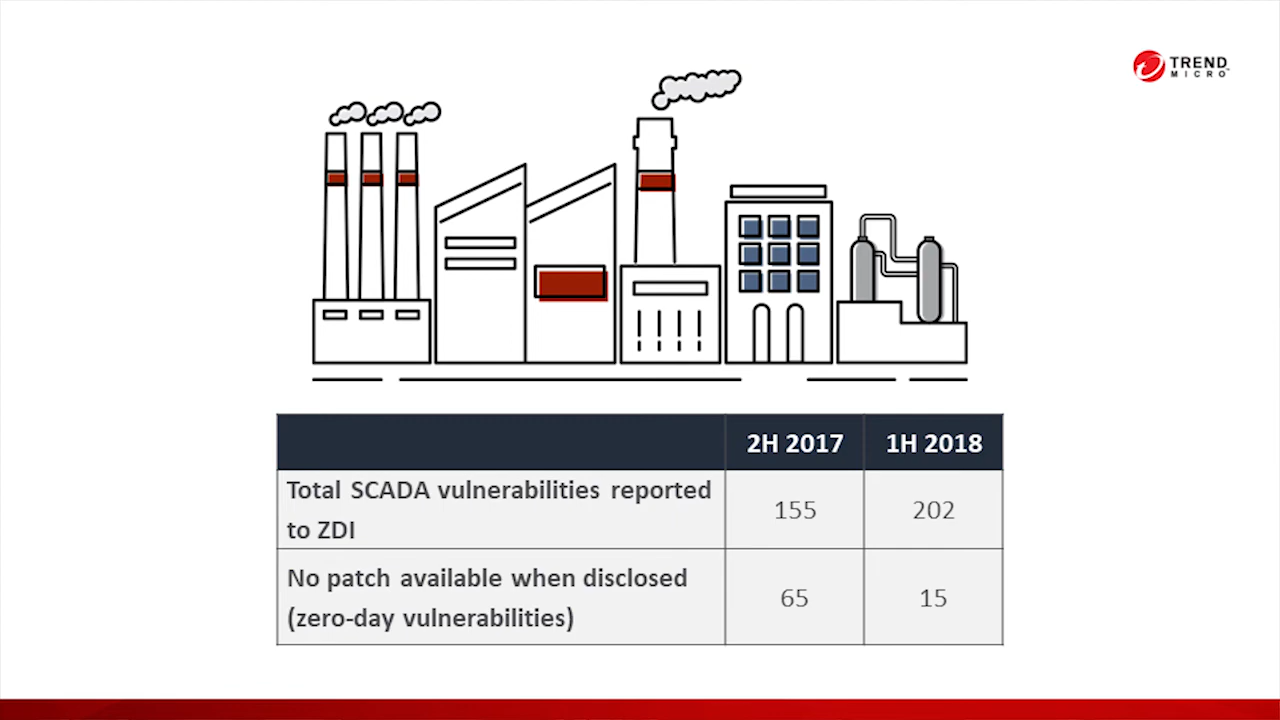 TREND
MICRO™
2H 2017 1H 2018
Total SCADA vulnerabilities reported
to ZDI
155 202
No patch available when disclosed
(zero-day vulnerabilities)
65 15